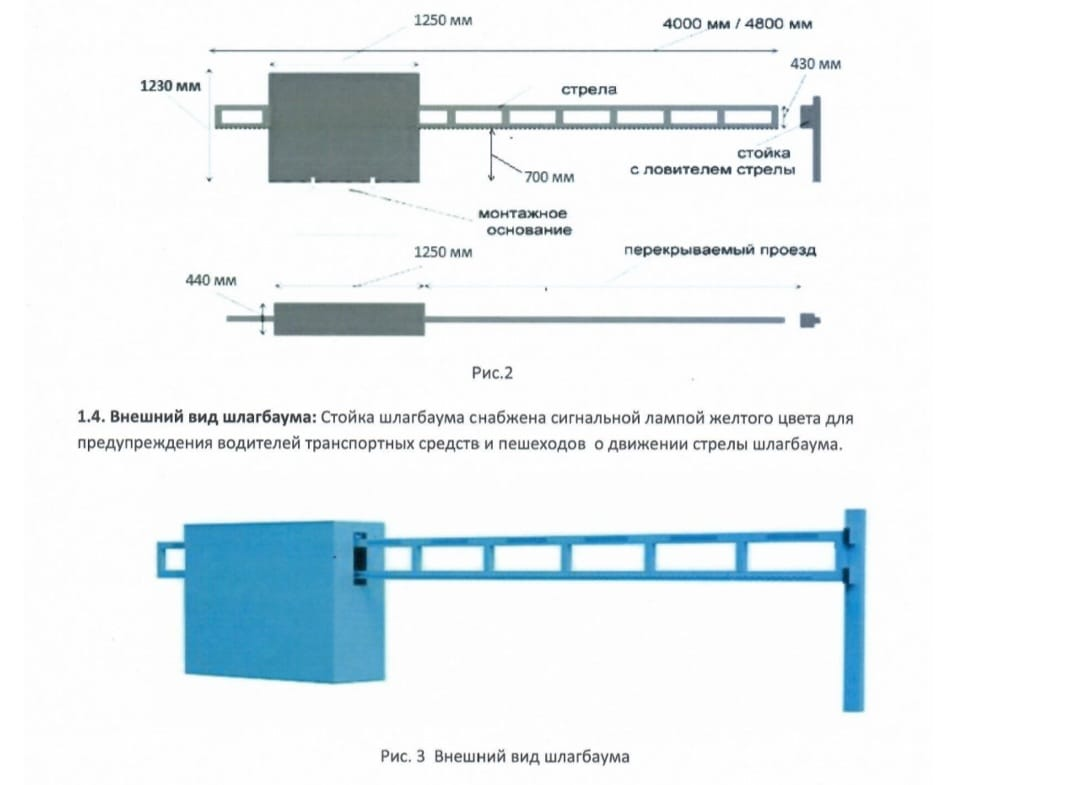 1250 мм
4000 мм / 4800 мм
430 мм
1230 мм
стрела
стойка
с ловителем стрелы
700 мм
монтажное
основание
1250 мм
перекрываемый проезд
440 мм
Рис.2
1.4. Внешний вид шлагбаума: Стойка шлагбаума снабжена сигнальной лампой желтого цвета для
предупреждения водителей транспортных средств и пешеходов о движении стрелы шлагбаума.
Рис. 3 Внешний вид шлагбаума